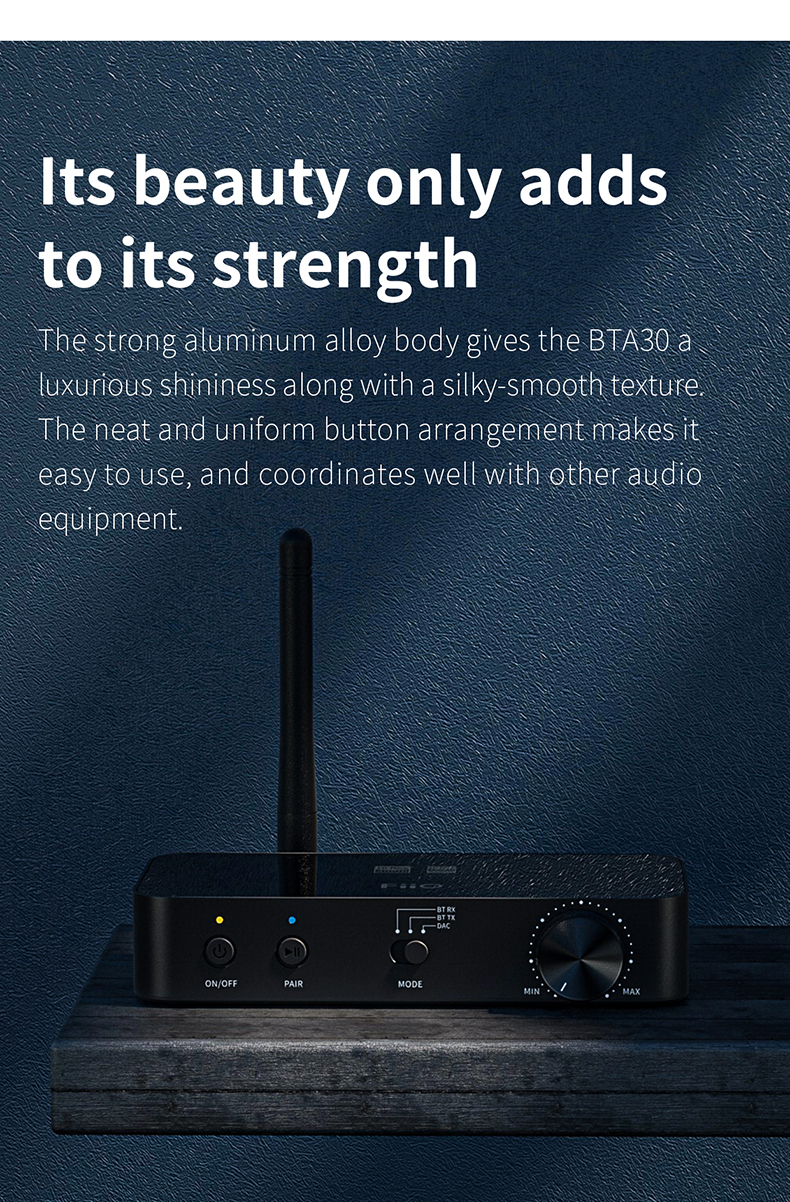 Its beauty only adds
to its strength
The strong aluminum alloy body gives the BTA30 a
luxurious shininess along with a silky-smooth texture.
The neat and uniform button arrangement makes it
easy to use, and coordinates well with other audio
equipment.
FiiO
BT RX
BT TX
DAC
ON/OFF
PAIR
MODE
MIN
MAX